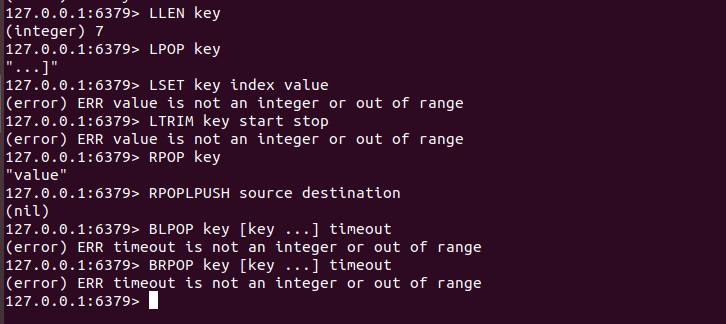 127.0.0.1:6379> LLEN key
(integer) 7
127.0.0.1:6379> LPOP key
"...]"
127.0.0.1:6379> LSET key index value
(error) ERR value is not an integer or out of range
127.0.0.1:6379> LTRIM key start stop
(error) ERR value is not an integer or out of range
127.0.0.1:6379> RPOP key
"value"
127.0.0.1:6379> RPOPLPUSH source destination
(nil)
127.0.0.1:6379> BLPOP key [key ...] timeout
(error) ERR timeout is not an integer or out of range
127.0.0.1:6379> BRPOP key [key ...] timeout
(error) ERR timeout is not an integer or out of range
127.0.0.1:6379>